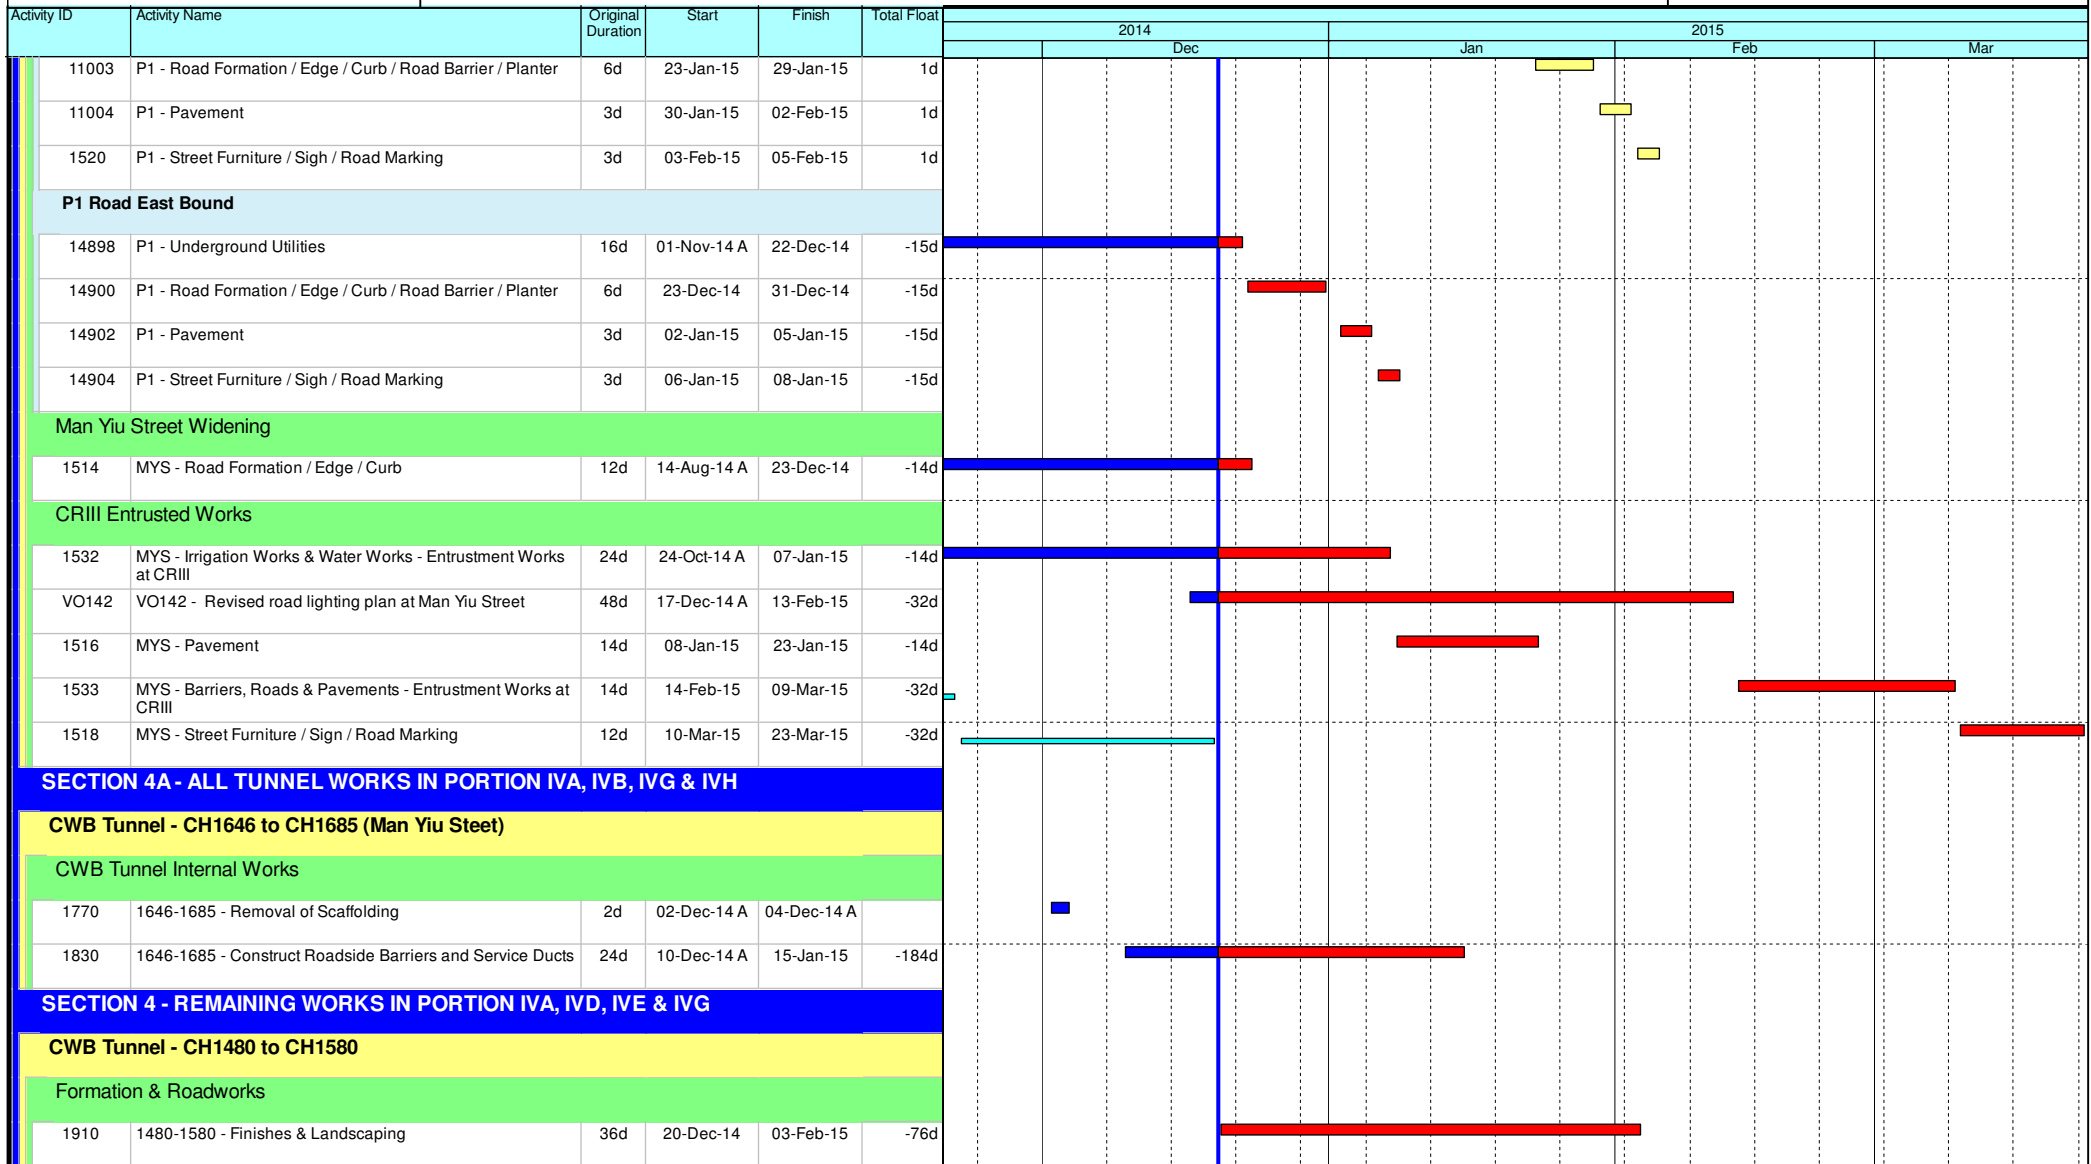 Activity ID Activity Name Original Duration Start Finish Total Float
2014 2015
Dec Jan Feb Mar
11003 P1 - Road Formation / Edge / Curb / Road Barrier / Planter 6d 23-Jan-15 29-Jan-15 1d
11004 P1 - Pavement 3d 30-Jan-15 02-Feb-15 1d
1520 P1 - Street Furniture / Sigh / Road Marking 3d 03-Feb-15 05-Feb-15 1d
P1 Road East Bound
14898 P1 - Underground Utilities 16d 01-Nov-14 A 22-Dec-14 -15d
14900 P1 - Road Formation / Edge / Curb / Road Barrier / Planter 6d 23-Dec-14 31-Dec-14 -15d
14902 P1 - Pavement 3d 02-Jan-15 05-Jan-15 -15d
14904 P1 - Street Furniture / Sigh / Road Marking 3d 06-Jan-15 08-Jan-15 -15d
Man Yiu Street Widening
1514 MYS - Road Formation / Edge / Curb 12d 14-Aug-14 A 23-Dec-14 -14d
CRIII Entrusted Works
1532 MYS - Irrigation Works & Water Works - Entrustment Works at CRIII 24d 24-Oct-14 A 07-Jan-15 -14d
VO142 VO142 - Revised road lighting plan at Man Yiu Street 48d 17-Dec-14 A 13-Feb-15 -32d
1516 MYS - Pavement 14d 08-Jan-15 23-Jan-15 -14d
1533 MYS - Barriers, Roads & Pavements - Entrustment Works at CRIII 14d 14-Feb-15 09-Mar-15 -32d
1518 MYS - Street Furniture / Sign / Road Marking 12d 10-Mar-15 23-Mar-15 -32d
SECTION 4A - ALL TUNNEL WORKS IN PORTION IVA, IVB, IVG & IVH
CWB Tunnel - CH1646 to CH1685 (Man Yiu Steet)
CWB Tunnel Internal Works
1770 1646-1685 - Removal of Scaffolding 2d 02-Dec-14 A 04-Dec-14 A
1830 1646-1685 - Construct Roadside Barriers and Service Ducts 24d 10-Dec-14 A 15-Jan-15 -184d
SECTION 4 - REMAINING WORKS IN PORTION IVA, IVD, IVE & IVG
CWB Tunnel - CH1480 to CH1580
Formation & Roadworks
1910 1480-1580 - Finishes & Landscaping 36d 20-Dec-14 03-Feb-15 -76d